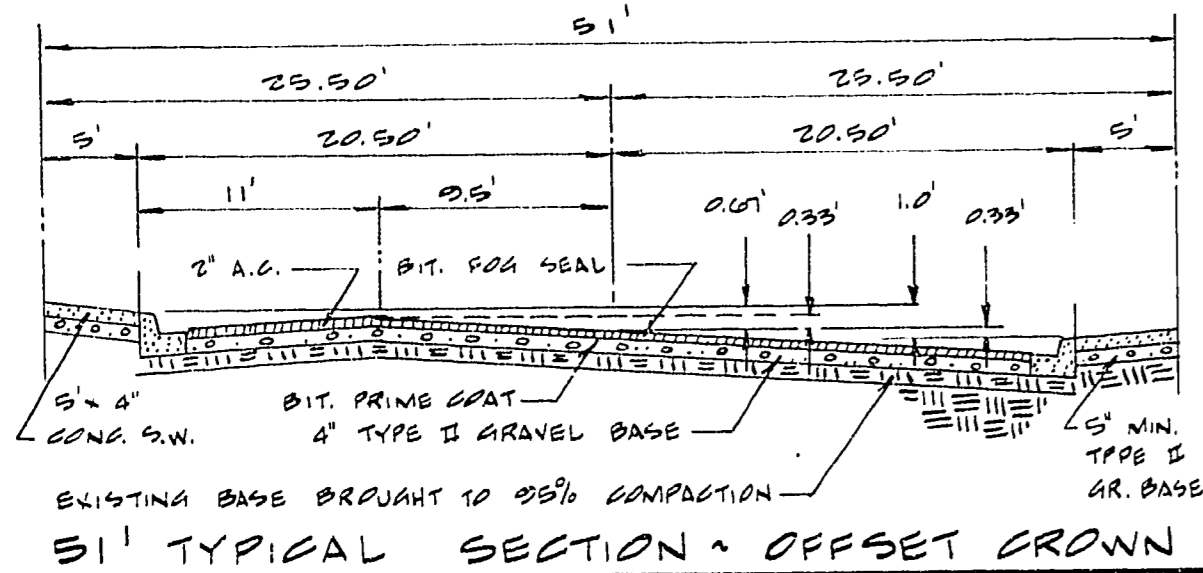 51'
25.50' 25.50'
5' 20.50' 20.50' 5'
11' 9.5' 0.67' 0.33' 1.0' 0.33'
2" A.C. BIT. FOG SEAL
5' x 4"
CONC. S.W.
BIT. PRIME COAT
4" TYPE II GRAVEL BASE
5" MIN.
TYPE II
GR. BASE
EXISTING BASE BROUGHT TO 95% COMPACTION
51' TYPICAL SECTION ~ OFFSET CROWN